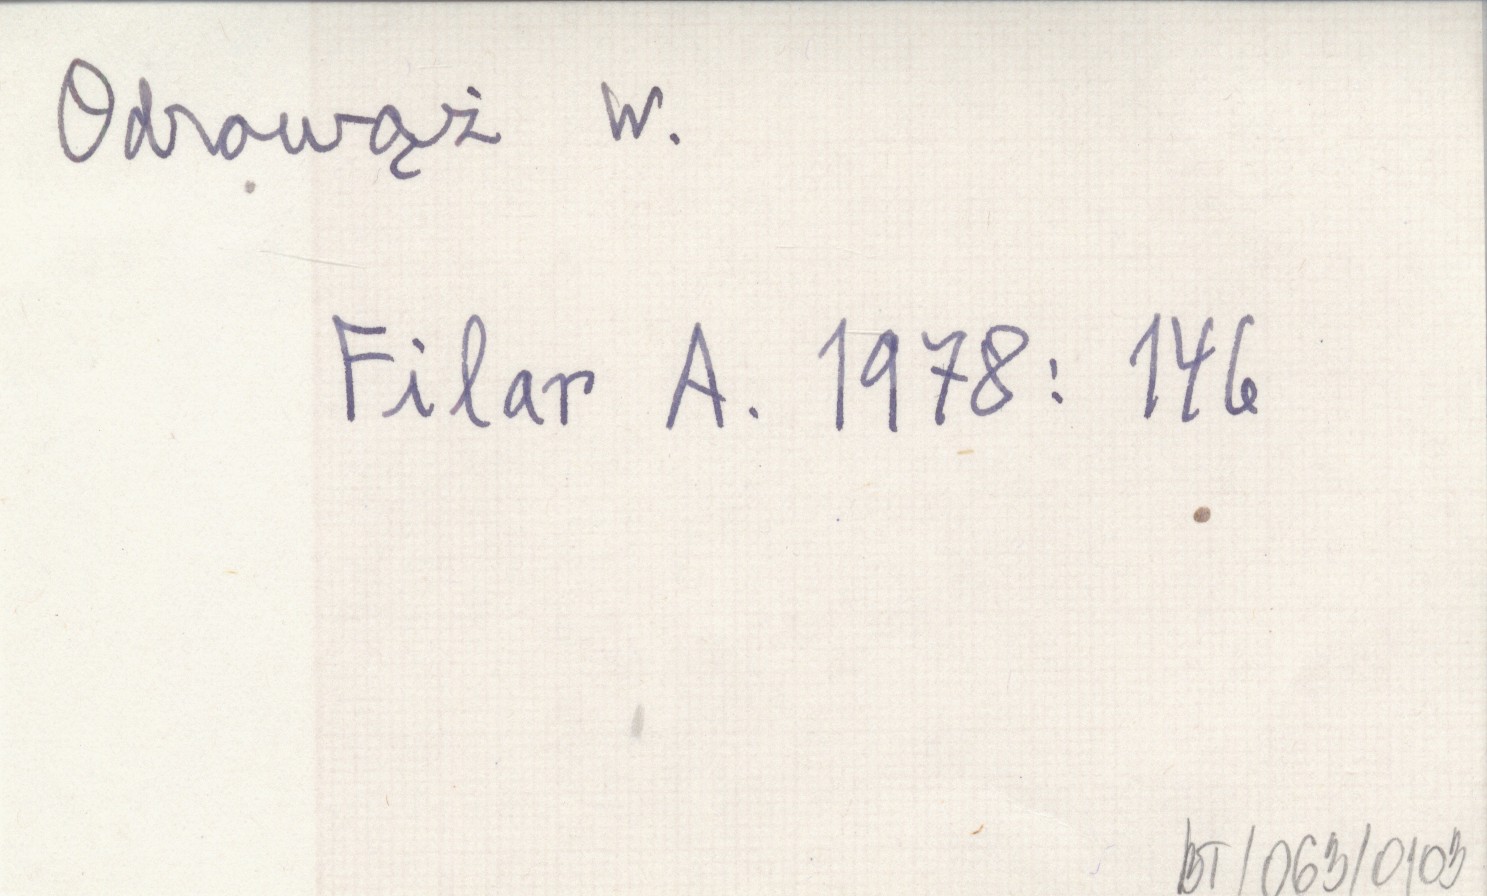 Odrowąż W.
Filar A. 1978: 146
BT/063/0103